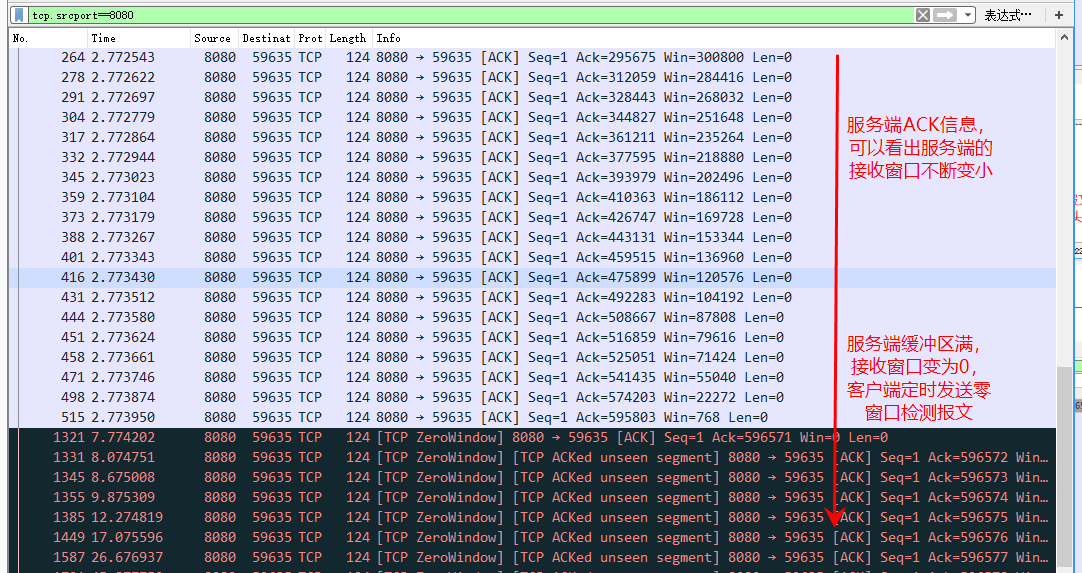 tcp.srcport==8080 表达式… +
No. Time Source Destinat Prot Length Info
264 2.772543 8080 59635 TCP 124 8080 → 59635 [ACK] Seq=1 Ack=295675 Win=300800 Len=0
278 2.772622 8080 59635 TCP 124 8080 → 59635 [ACK] Seq=1 Ack=312059 Win=284416 Len=0
291 2.772697 8080 59635 TCP 124 8080 → 59635 [ACK] Seq=1 Ack=328443 Win=268032 Len=0
304 2.772779 8080 59635 TCP 124 8080 → 59635 [ACK] Seq=1 Ack=344827 Win=251648 Len=0
317 2.772864 8080 59635 TCP 124 8080 → 59635 [ACK] Seq=1 Ack=361211 Win=235264 Len=0
332 2.772944 8080 59635 TCP 124 8080 → 59635 [ACK] Seq=1 Ack=377595 Win=218880 Len=0
345 2.773023 8080 59635 TCP 124 8080 → 59635 [ACK] Seq=1 Ack=393979 Win=202496 Len=0
359 2.773104 8080 59635 TCP 124 8080 → 59635 [ACK] Seq=1 Ack=410363 Win=186112 Len=0
373 2.773179 8080 59635 TCP 124 8080 → 59635 [ACK] Seq=1 Ack=426747 Win=169728 Len=0
388 2.773267 8080 59635 TCP 124 8080 → 59635 [ACK] Seq=1 Ack=443131 Win=153344 Len=0
401 2.773343 8080 59635 TCP 124 8080 → 59635 [ACK] Seq=1 Ack=459515 Win=136960 Len=0
416 2.773430 8080 59635 TCP 124 8080 → 59635 [ACK] Seq=1 Ack=475899 Win=120576 Len=0
431 2.773512 8080 59635 TCP 124 8080 → 59635 [ACK] Seq=1 Ack=492283 Win=104192 Len=0
444 2.773580 8080 59635 TCP 124 8080 → 59635 [ACK] Seq=1 Ack=508667 Win=87808 Len=0
451 2.773624 8080 59635 TCP 124 8080 → 59635 [ACK] Seq=1 Ack=516859 Win=79616 Len=0
458 2.773661 8080 59635 TCP 124 8080 → 59635 [ACK] Seq=1 Ack=525051 Win=71424 Len=0
471 2.773746 8080 59635 TCP 124 8080 → 59635 [ACK] Seq=1 Ack=541435 Win=55040 Len=0
498 2.773874 8080 59635 TCP 124 8080 → 59635 [ACK] Seq=1 Ack=574203 Win=22272 Len=0
515 2.773950 8080 59635 TCP 124 8080 → 59635 [ACK] Seq=1 Ack=595803 Win=768 Len=0
1321 7.774202 8080 59635 TCP 124 [TCP ZeroWindow] 8080 → 59635 [ACK] Seq=1 Ack=596571 Win=0 Len=0
1331 8.074751 8080 59635 TCP 124 [TCP ZeroWindow] [TCP ACKed unseen segment] 8080 → 59635 [ACK] Seq=1 Ack=596572 Win…
1345 8.675008 8080 59635 TCP 124 [TCP ZeroWindow] [TCP ACKed unseen segment] 8080 → 59635 [ACK] Seq=1 Ack=596573 Win…
1355 9.875309 8080 59635 TCP 124 [TCP ZeroWindow] [TCP ACKed unseen segment] 8080 → 59635 [ACK] Seq=1 Ack=596574 Win…
1385 12.274819 8080 59635 TCP 124 [TCP ZeroWindow] [TCP ACKed unseen segment] 8080 → 59635 [ACK] Seq=1 Ack=596575 Win…
1449 17.075596 8080 59635 TCP 124 [TCP ZeroWindow] [TCP ACKed unseen segment] 8080 → 59635 [ACK] Seq=1 Ack=596576 Win…
1587 26.676937 8080 59635 TCP 124 [TCP ZeroWindow] [TCP ACKed unseen segment] 8080 → 59635 [ACK] Seq=1 Ack=596577 Win…
服务端ACK信息，
可以看出服务端的
接收窗口不断变小
服务端缓冲区满，
接收窗口变为0，
客户端定时发送零
窗口检测报文